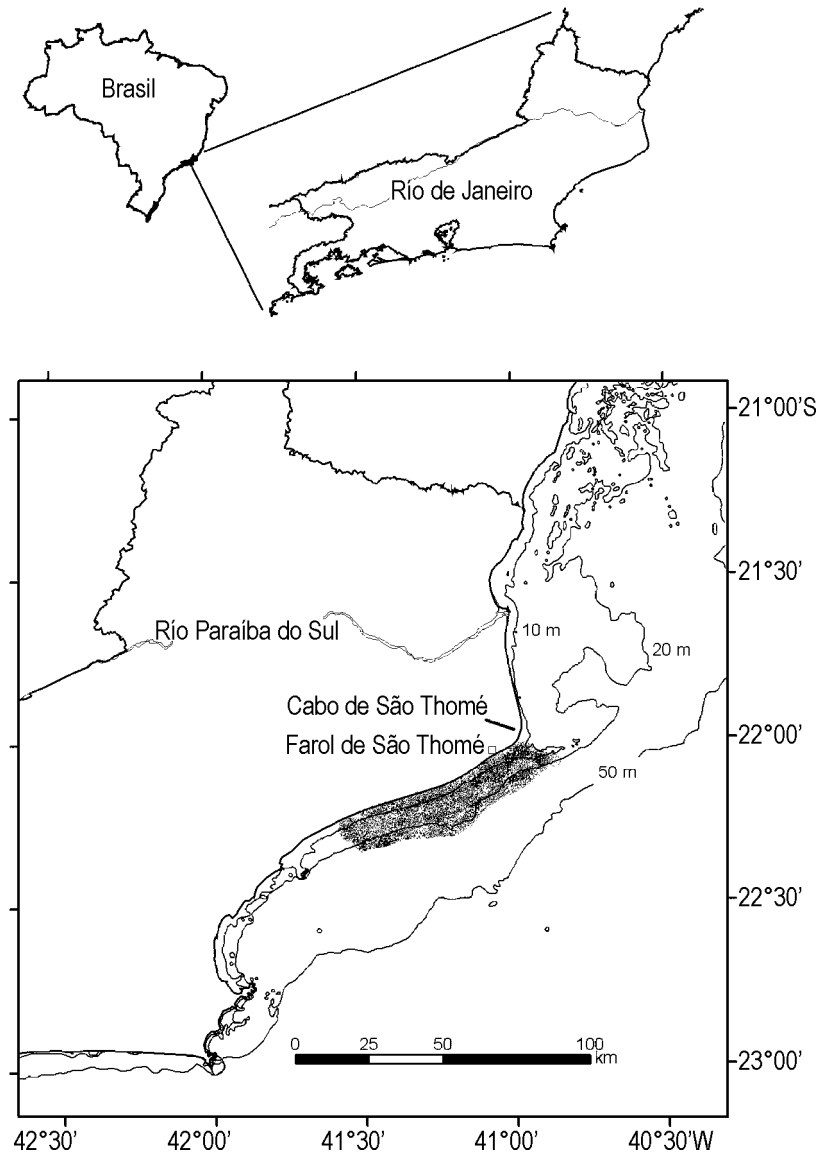 Brasil
Río de Janeiro
21°00'S
21°30'
Río Paraíba do Sul
10 m
20 m
Cabo de São Thomé
22°00'
Farol de São Thomé
50 m
22°30'
0 25 50 100
km
23°00'
42°30' 42°00' 41°30' 41°00' 40°30'W